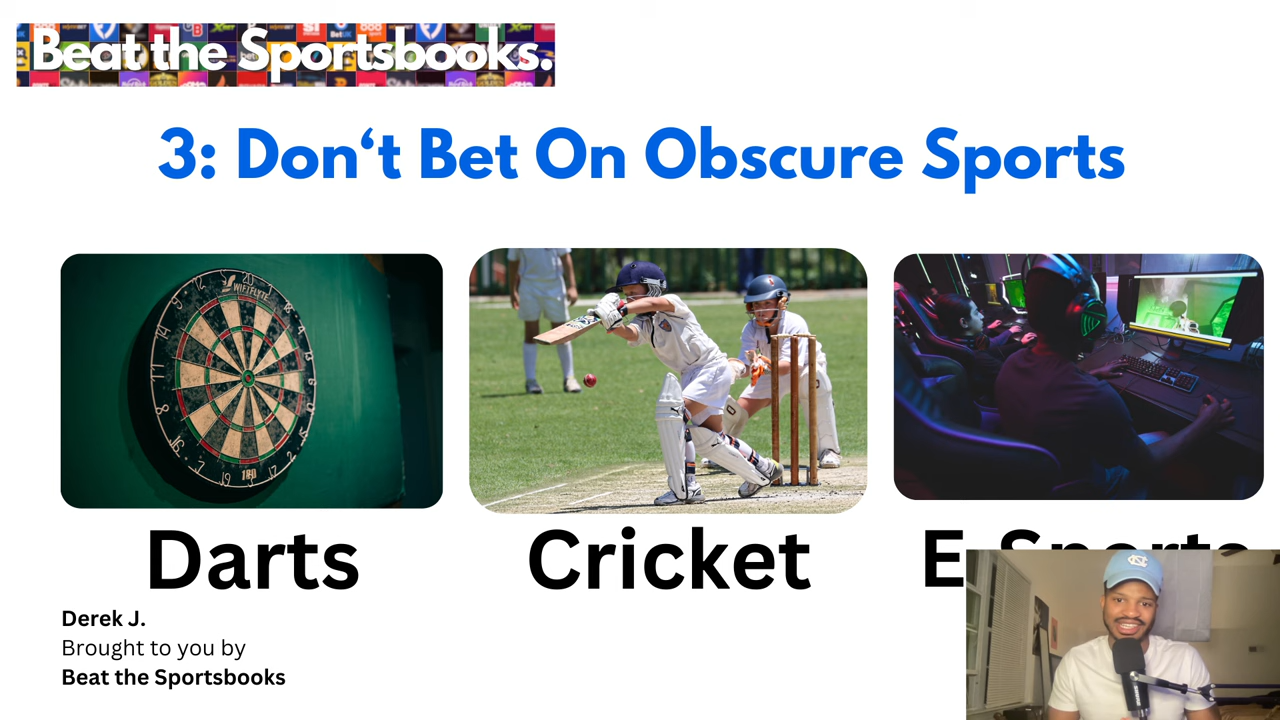 Beat the Sportsbooks.
3: Don‘t Bet On Obscure Sports
Darts
Cricket
E-Sports
Derek J.
Brought to you by
Beat the Sportsbooks